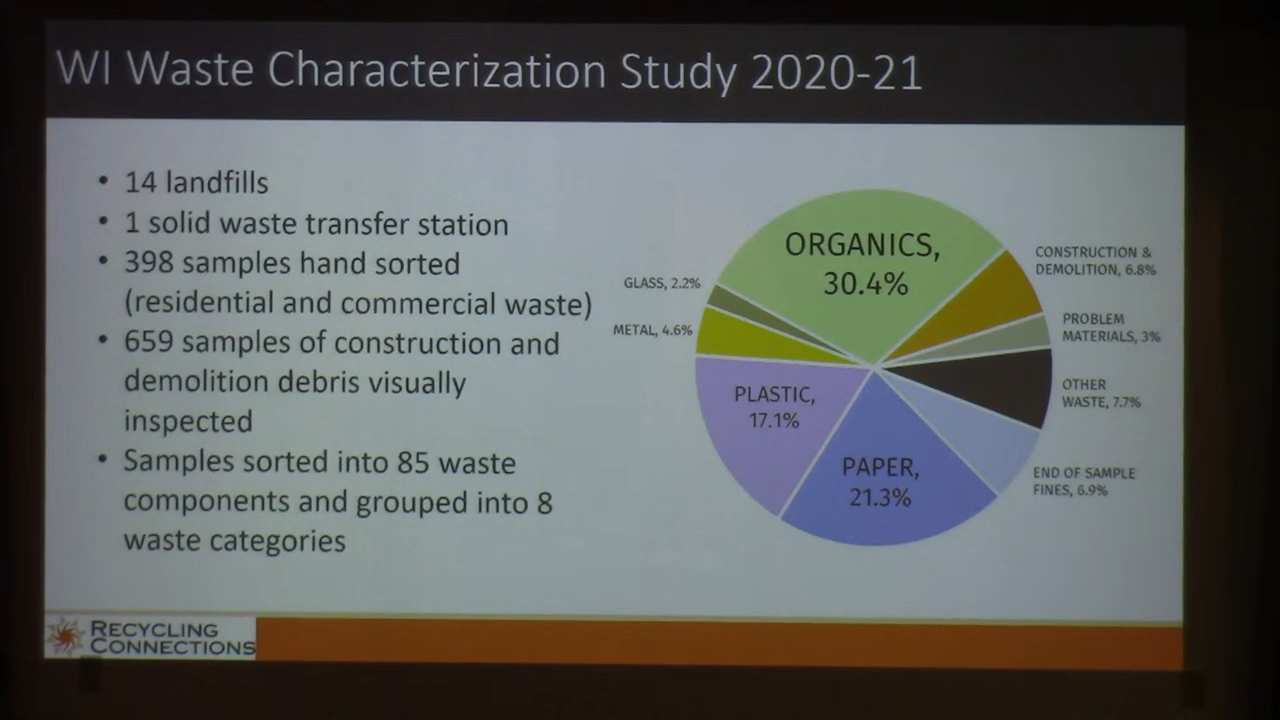 WI Waste Characterization Study 2020-21
• 14 landfills
• 1 solid waste transfer station
• 398 samples hand sorted
(residential and commercial waste)
• 659 samples of construction and
demolition debris visually
inspected
• Samples sorted into 85 waste
components and grouped into 8
waste categories
ORGANICS,
30.4%
CONSTRUCTION &
DEMOLITION, 6.8%
GLASS, 2.2%
METAL, 4.6%
PROBLEM
MATERIALS, 3%
PLASTIC,
17.1%
OTHER
WASTE, 7.7%
PAPER,
21.3%
END OF SAMPLE
FINES, 6.9%
RECYCLING
CONNECTIONS